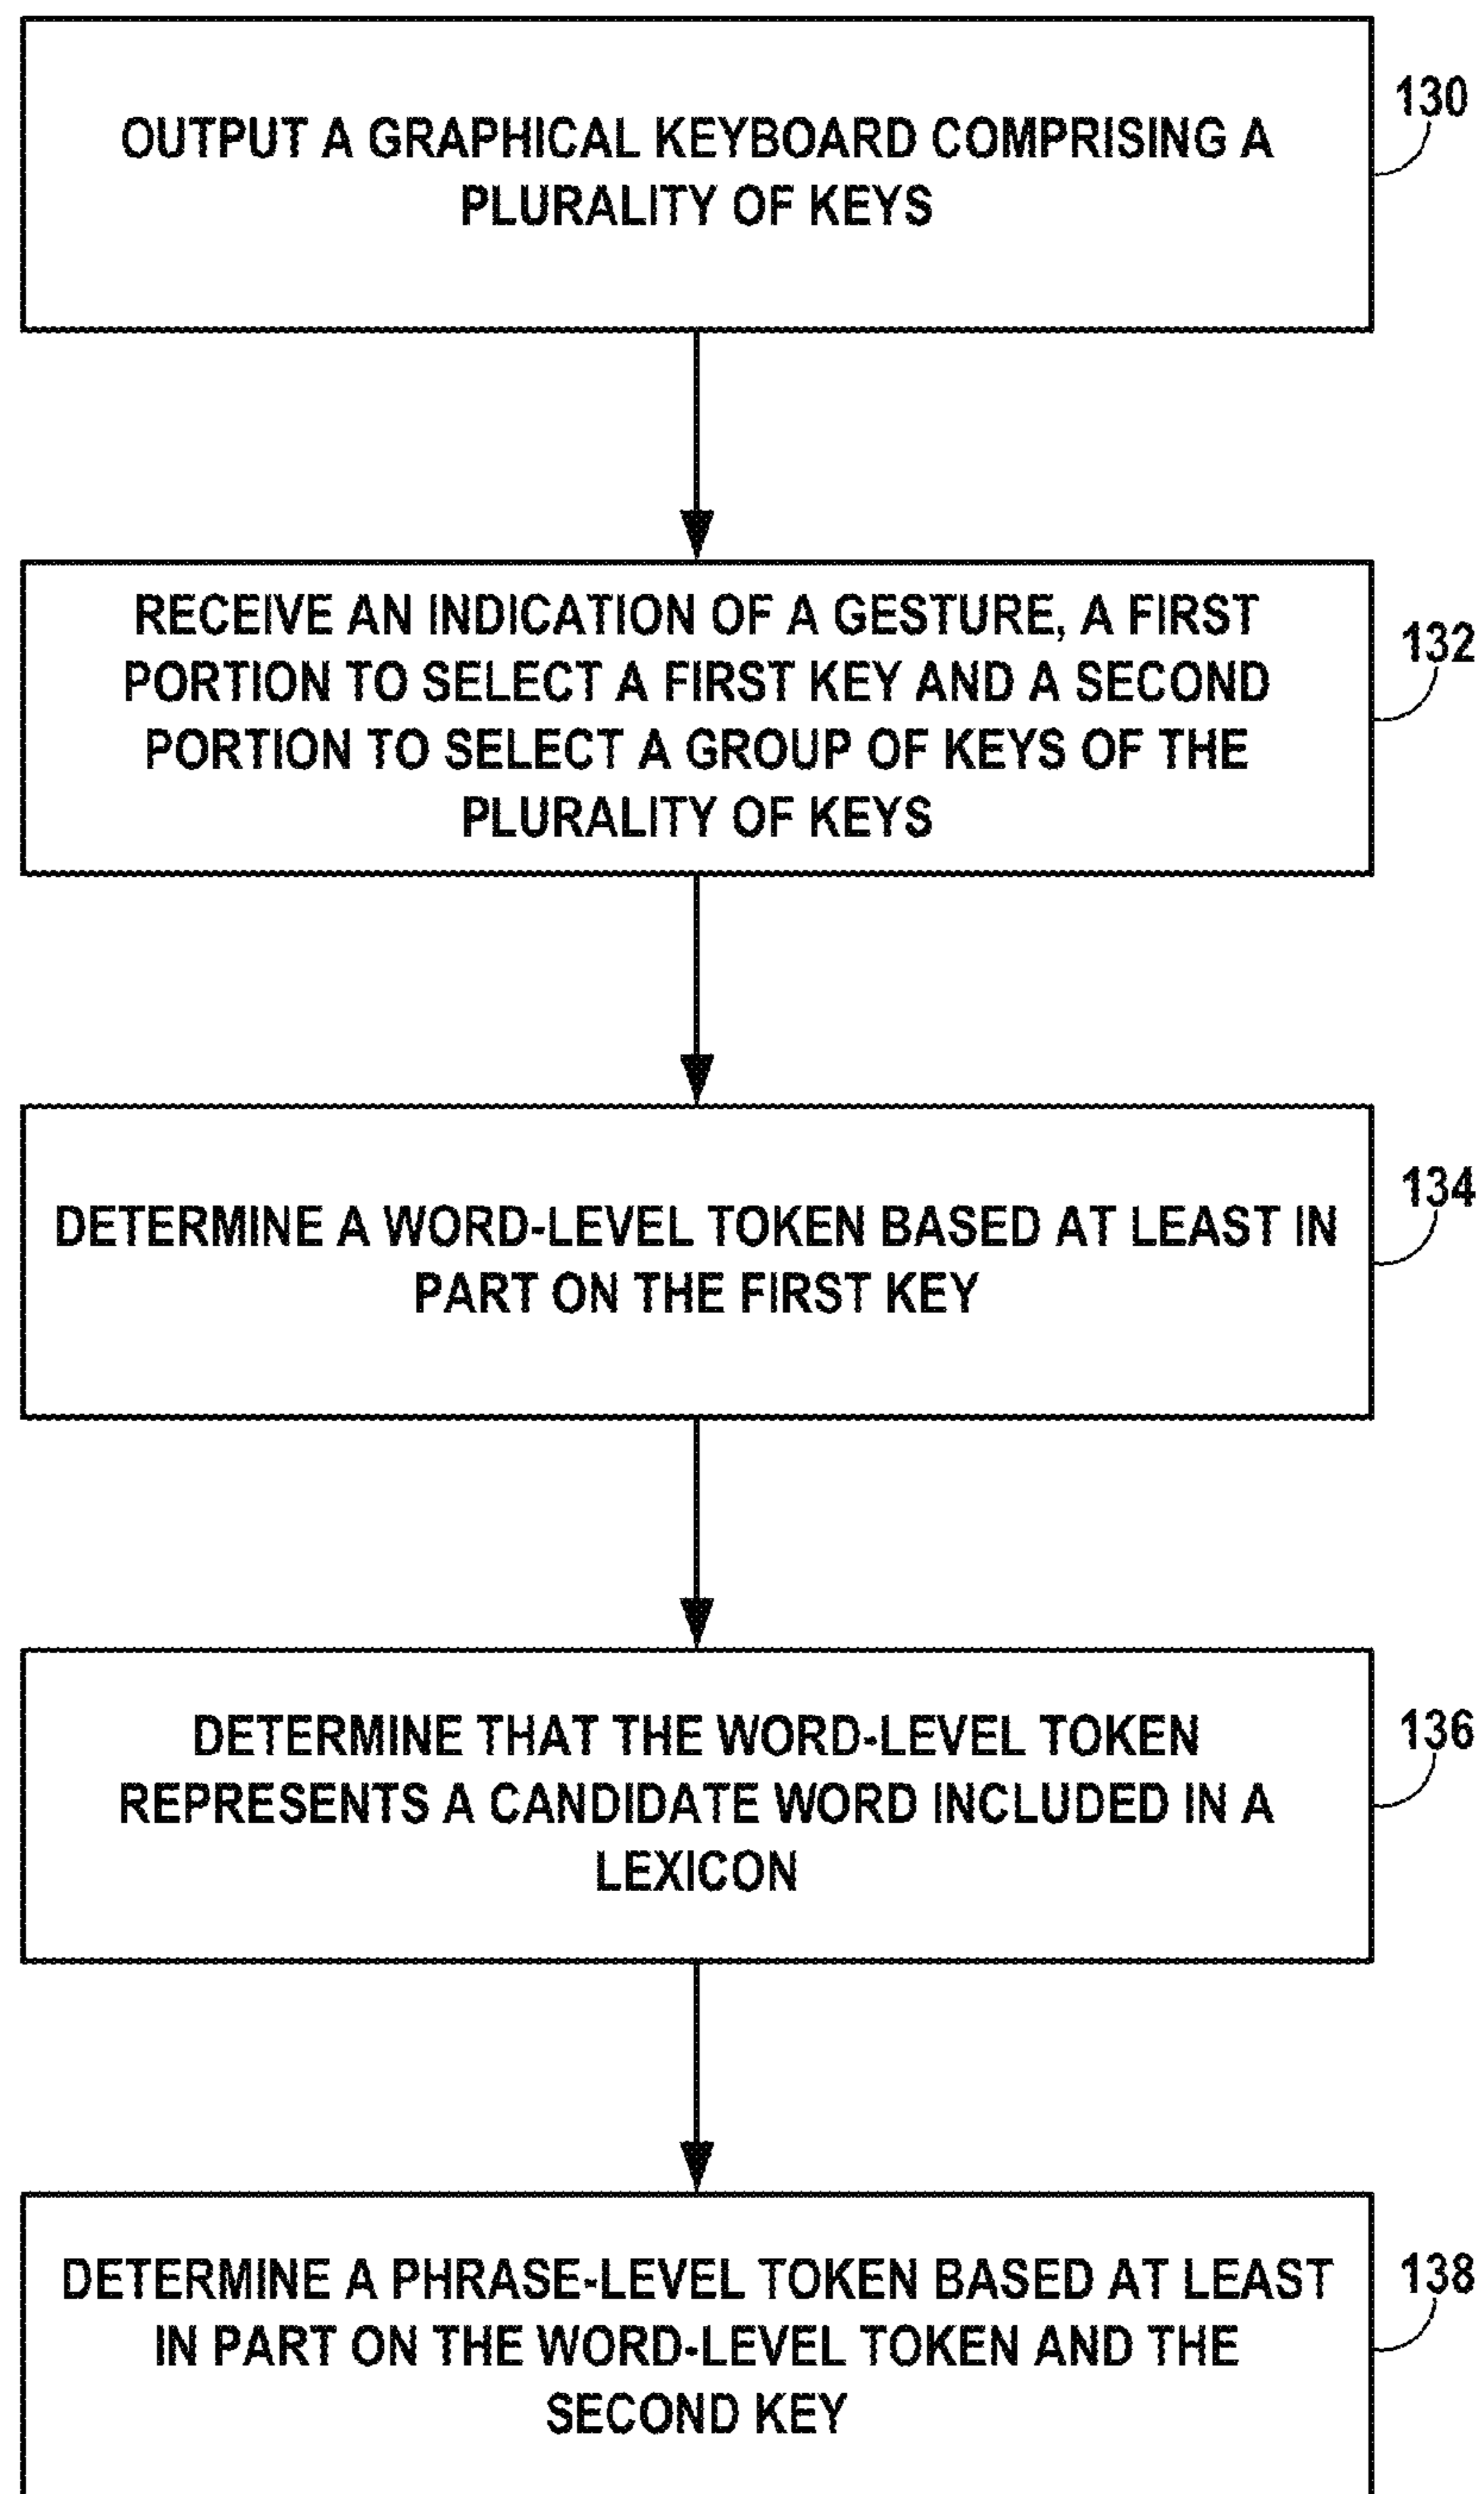 OUTPUT A GRAPHICAL KEYBOARD COMPRISING A
PLURALITY OF KEYS
130
RECEIVE AN INDICATION OF A GESTURE, A FIRST
PORTION TO SELECT A FIRST KEY AND A SECOND
PORTION TO SELECT A GROUP OF KEYS OF THE
PLURALITY OF KEYS
132
DETERMINE A WORD-LEVEL TOKEN BASED AT LEAST IN
PART ON THE FIRST KEY
134
DETERMINE THAT THE WORD-LEVEL TOKEN
REPRESENTS A CANDIDATE WORD INCLUDED IN A
LEXICON
136
DETERMINE A PHRASE-LEVEL TOKEN BASED AT LEAST
IN PART ON THE WORD-LEVEL TOKEN AND THE
SECOND KEY
138